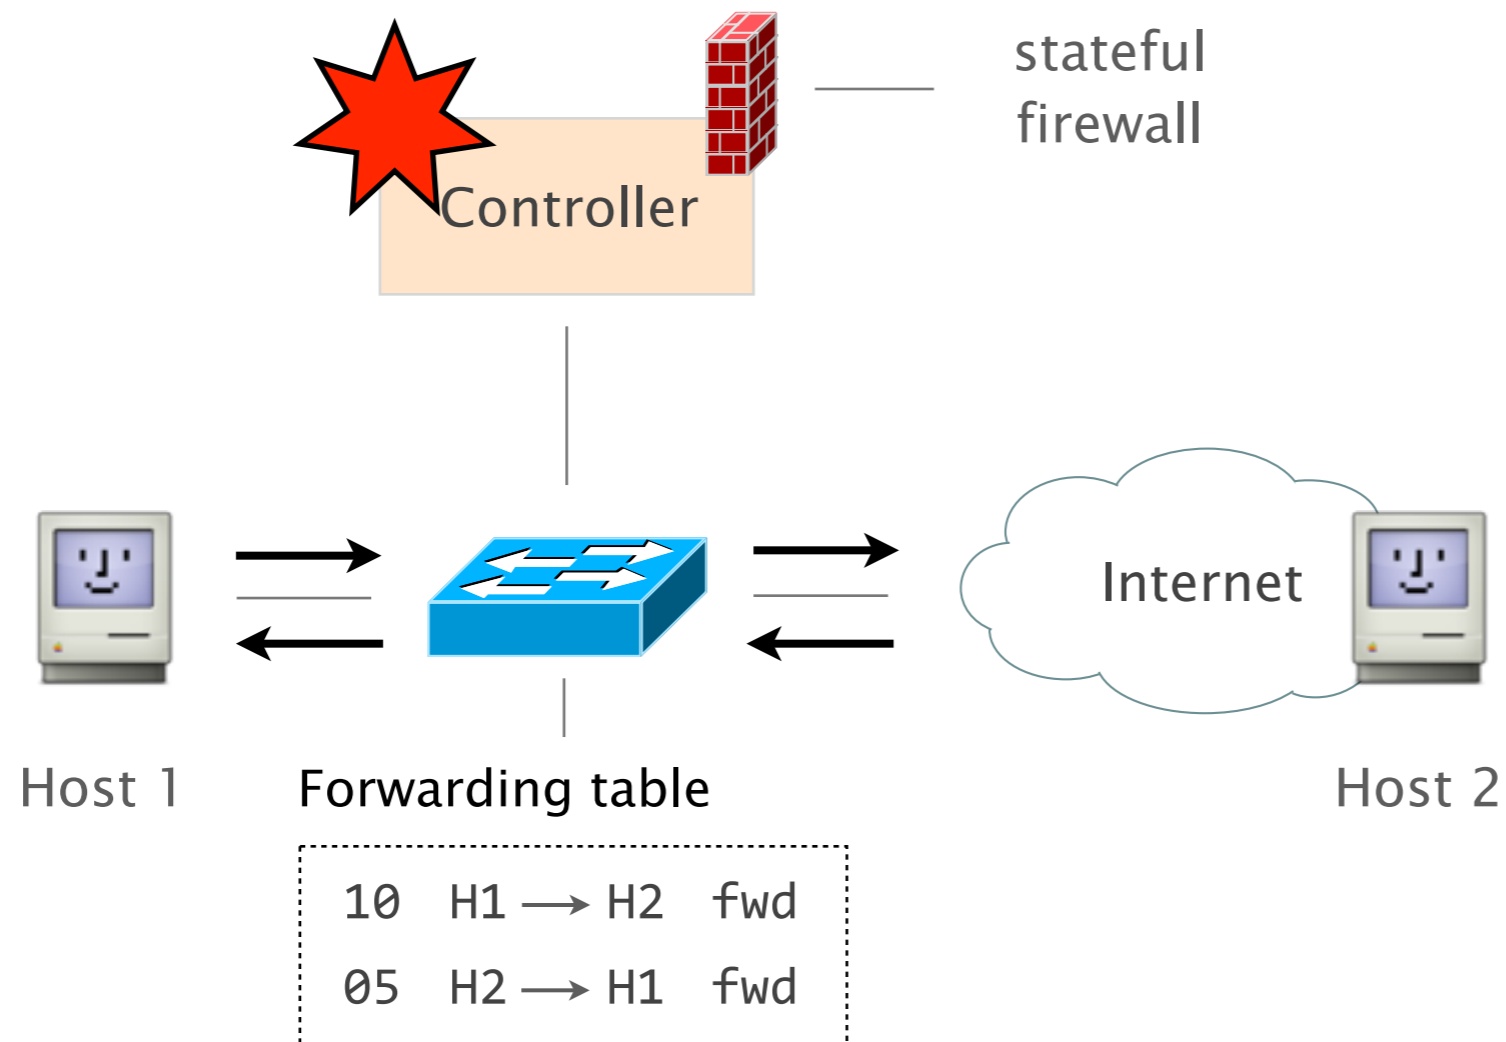 stateful
firewall
Controller
Internet
Host 1
Forwarding table
Host 2
10 H1 → H2 fwd
05 H2 → H1 fwd